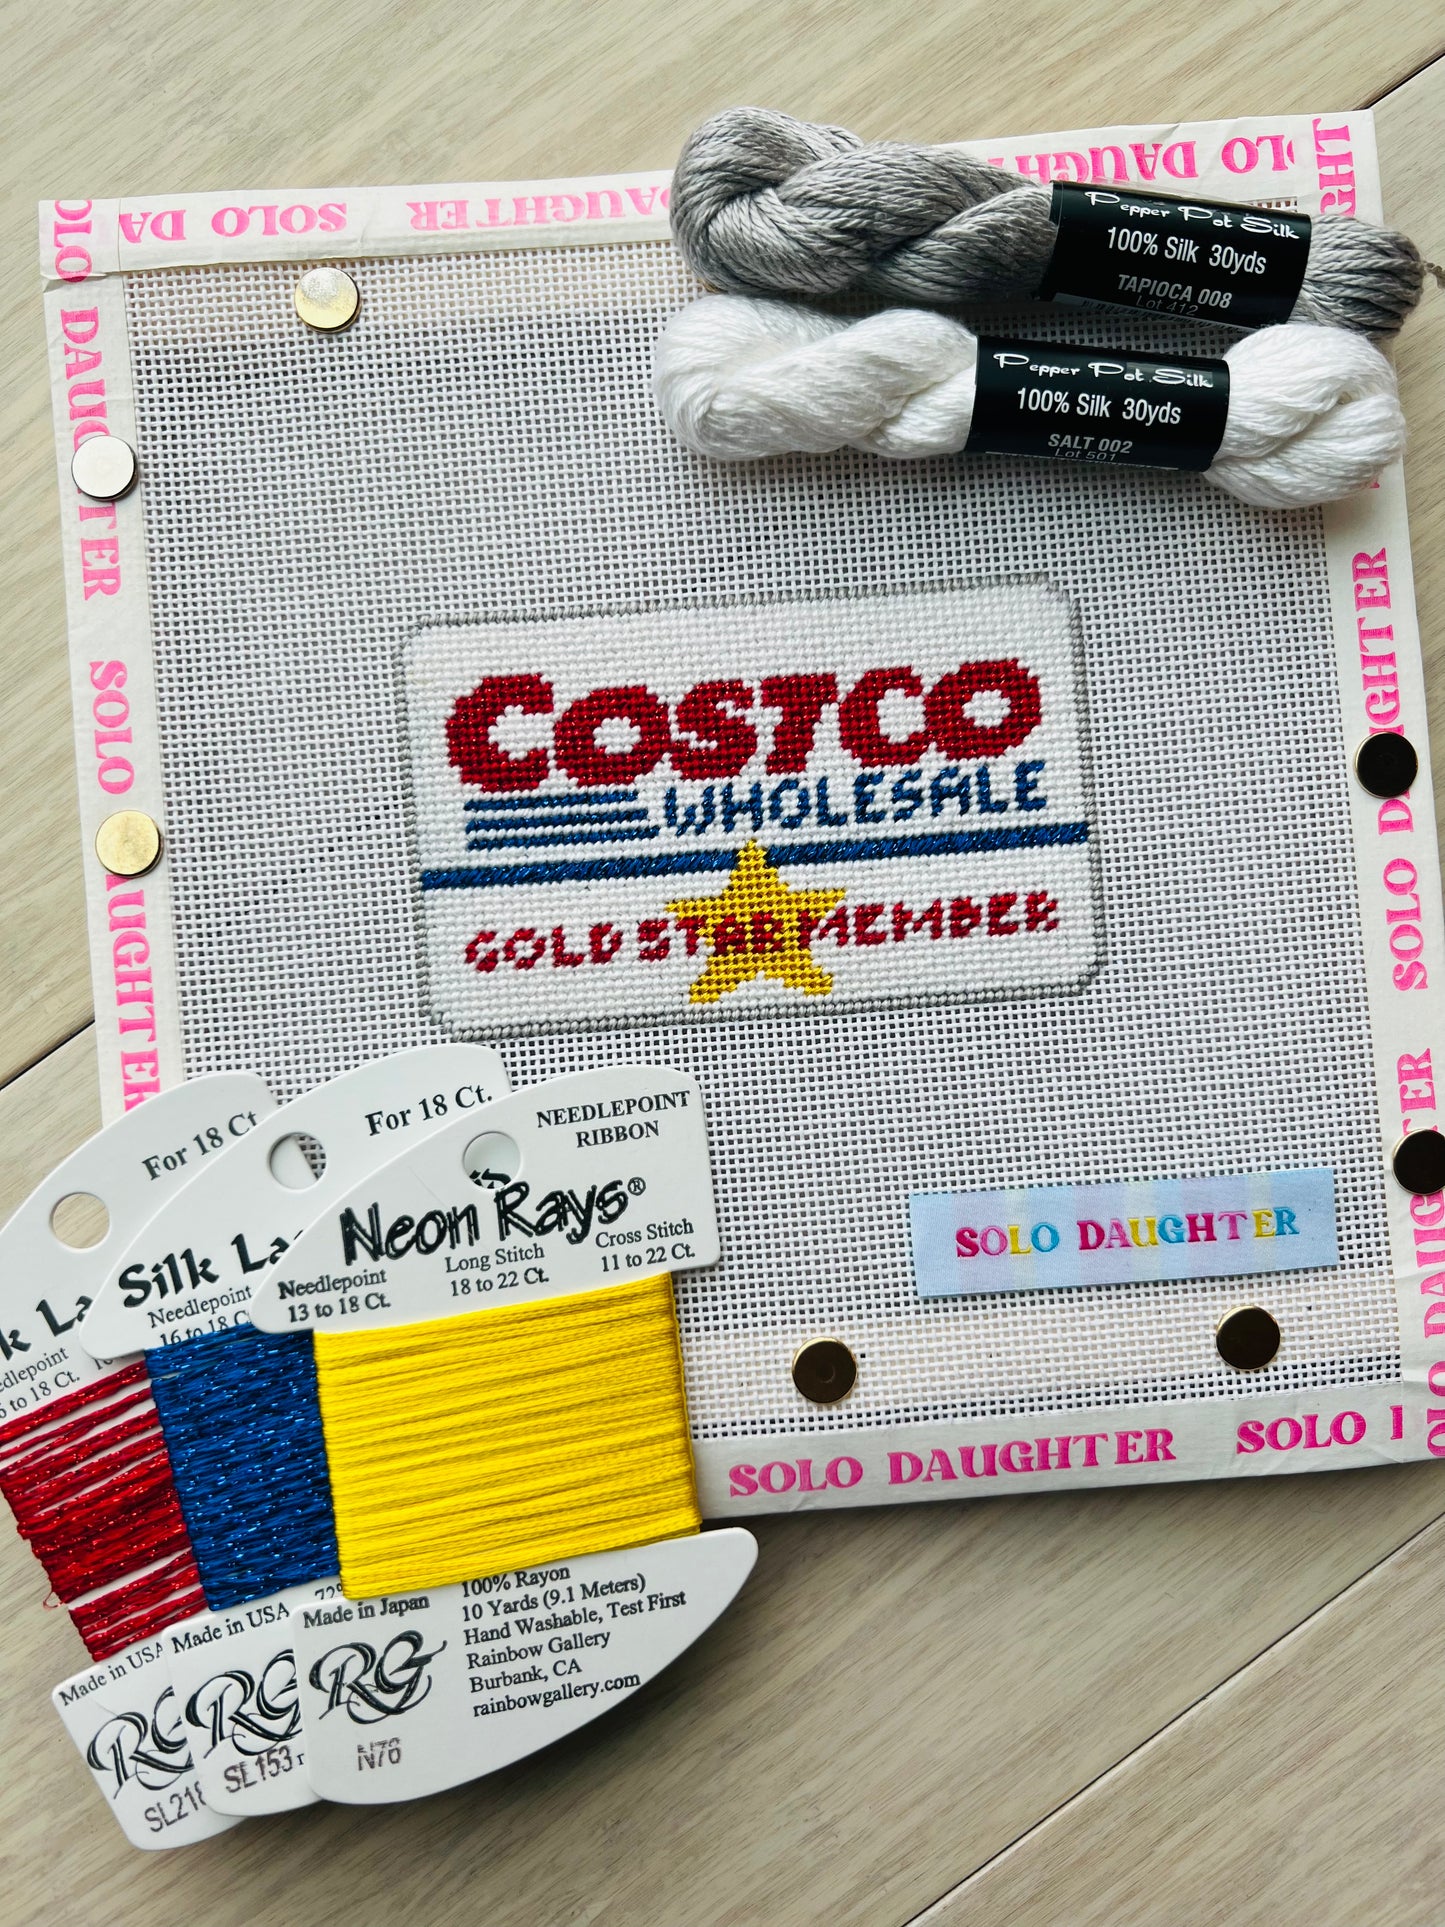 SOLO DAUGHTER
SOLO DA
Pepper Pot Silk
100% Silk 30yds
TAPIOCA 008
Lot 412
Pepper Pot Silk
100% Silk 30yds
SALT 002
Lot 501
SOLO DAUGHTER
COSTCO
WHOLESALE
GOLD STAR MEMBER
For 18 Ct.
Needlepoint
For 18 Ct.
Silk La
Needlepoint
16 to 18 C
NEEDLEPOINT
RIBBON
Neon Rays®
Needlepoint
13 to 18 Ct.
Long Stitch
18 to 22 Ct.
Cross Stitch
11 to 22 Ct.
SOLO DAUGHTER
SOLO DAUGHTER
SOLO
Made in USA
RG
Made in USA
RG
SL153
Made in Japan
RG
N76
100% Rayon
10 Yards (9.1 Meters)
Hand Washable, Test First
Rainbow Gallery
Burbank, CA
rainbowgallery.com